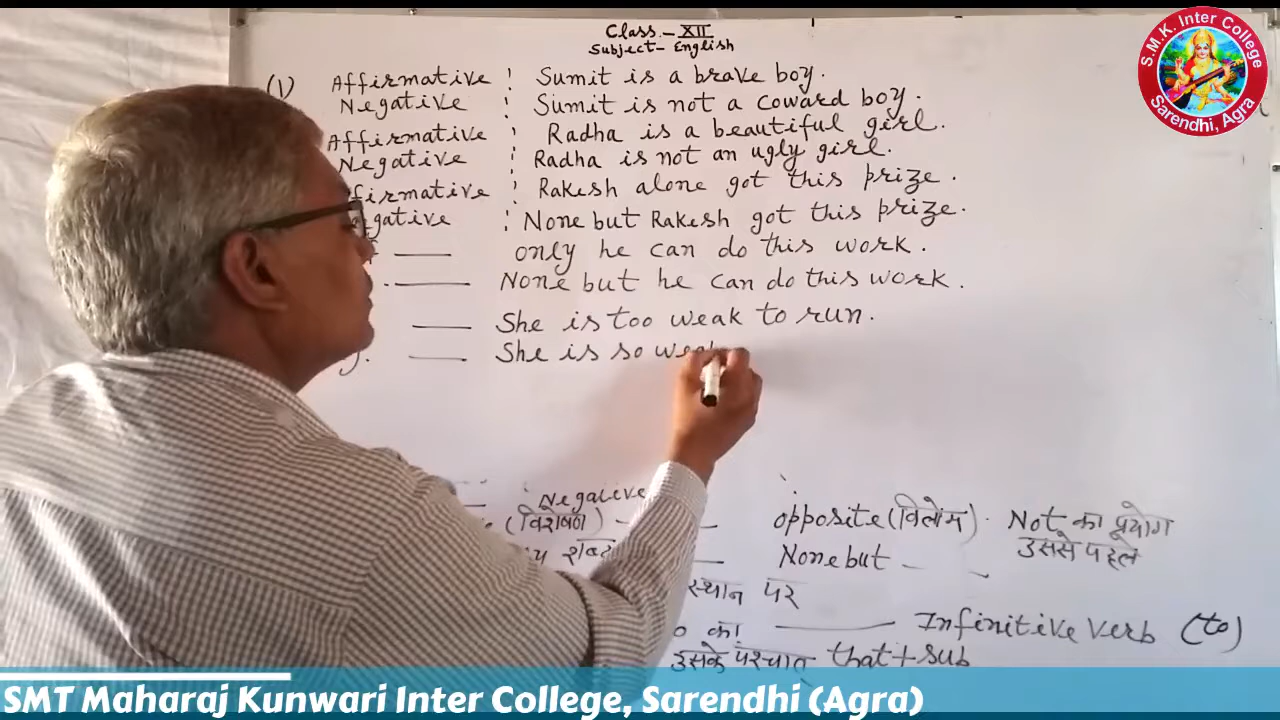 Class - XII
Subject - English
(1) Affirmative : Sumit is a brave boy.
Negative : Sumit is not a coward boy.
Affirmative : Radha is a beautiful girl.
Negative : Radha is not an ugly girl.
firmative : Rakesh alone got this prize.
gative : None but Rakesh got this prize.
only he can do this work.
None but he can do this work.
She is too weak to run.
She is so
Negative
(विशेषण) opposite (विलोम). Not का प्रयोग
उससे पहले
None but
स्थान पर
का Infinitive verb (to)
उसके पश्चात् that + sub
S.M.K. Inter College
Sarendhi, Agra
SMT Maharaj Kunwari Inter College, Sarendhi (Agra)